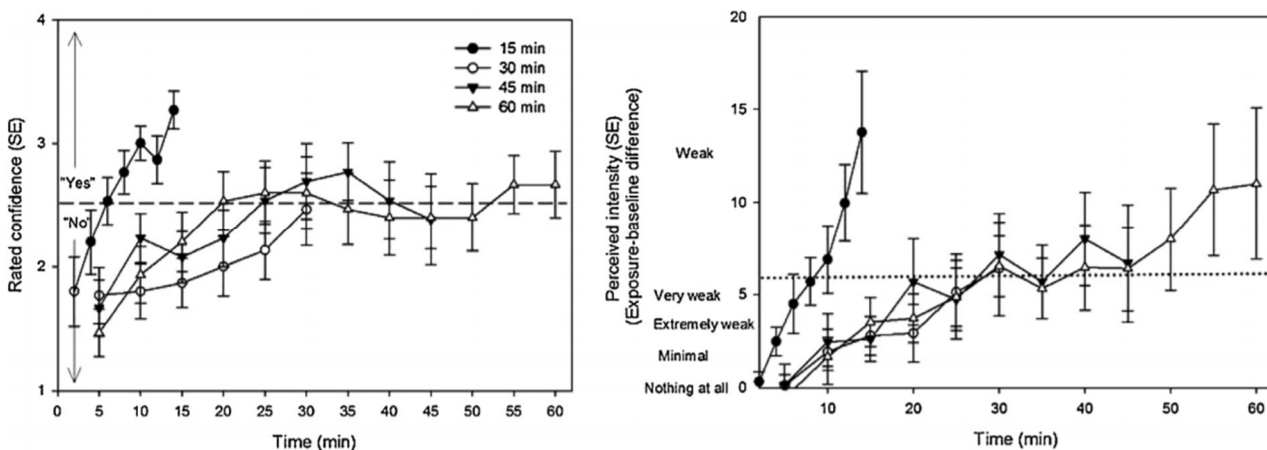 4
3
2
1
Rated confidence (SE)
"Yes"
"No"
15 min
30 min
45 min
60 min
0 5 10 15 20 25 30 35 40 45 50 55 60
Time (min)
20
15
10
5
0
Perceived intensity (SE)
(Exposure-baseline difference)
Weak
Very weak
Extremely weak
Minimal
Nothing at all
10 20 30 40 50 60
Time (min)